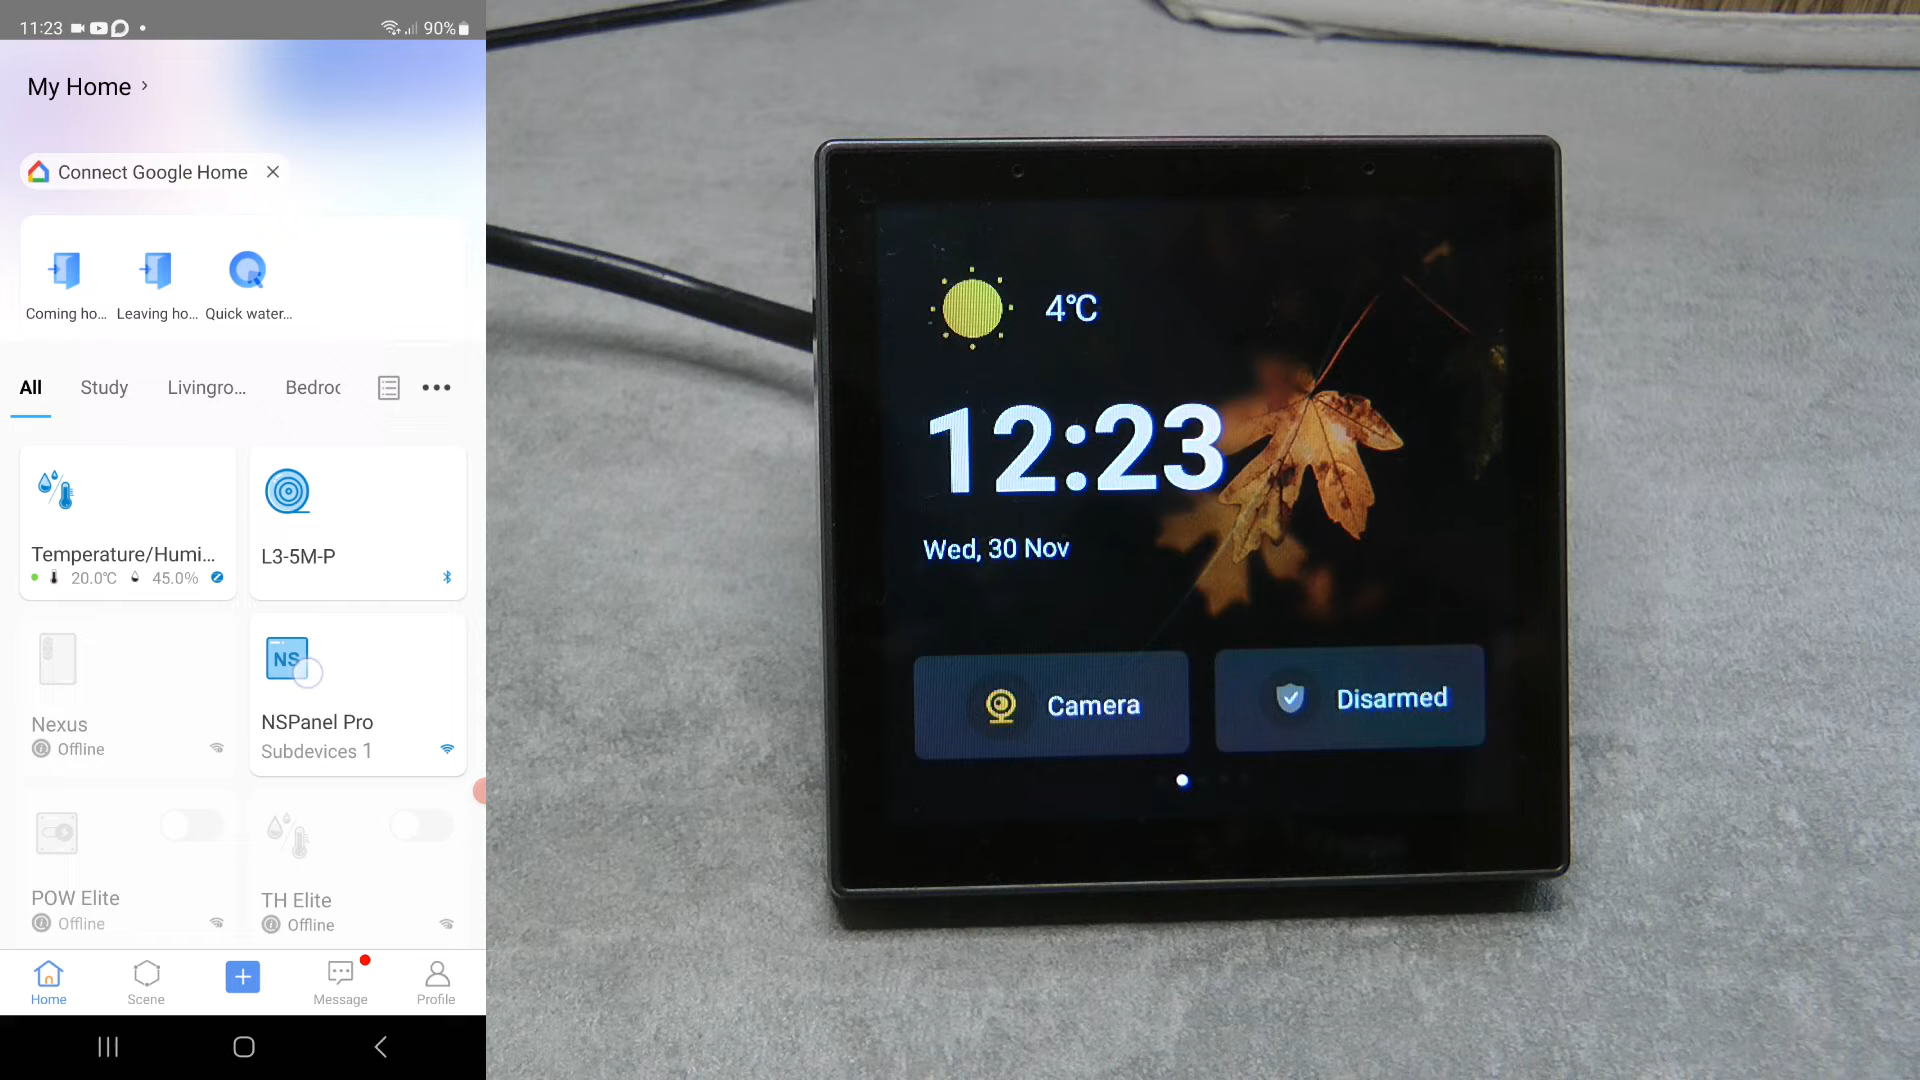 11:23
90%
My Home
Connect Google Home
Coming ho...
Leaving ho...
Quick water...
All
Study
Livingro...
Bedroc
Temperature/Humi...
20.0℃
45.0%
L3-5M-P
Nexus
Offline
NS
NSPanel Pro
Subdevices 1
POW Elite
Offline
TH Elite
Offline
Home
Scene
Message
Profile
4℃
12:23
Wed, 30 Nov
Camera
Disarmed